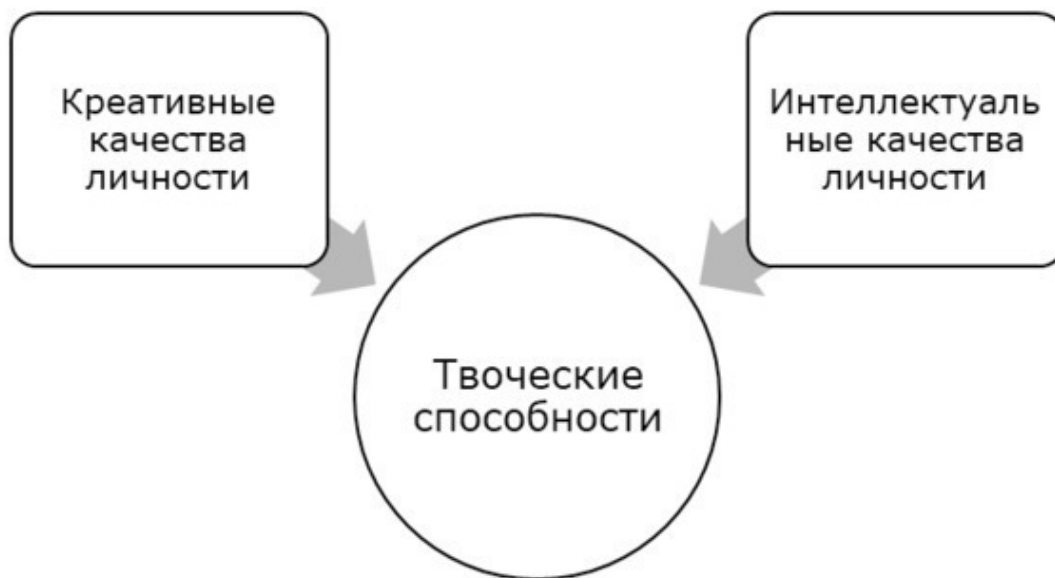 Креативные
качества
личности
Интеллектуаль
ные качества
личности
Твоческие
способности